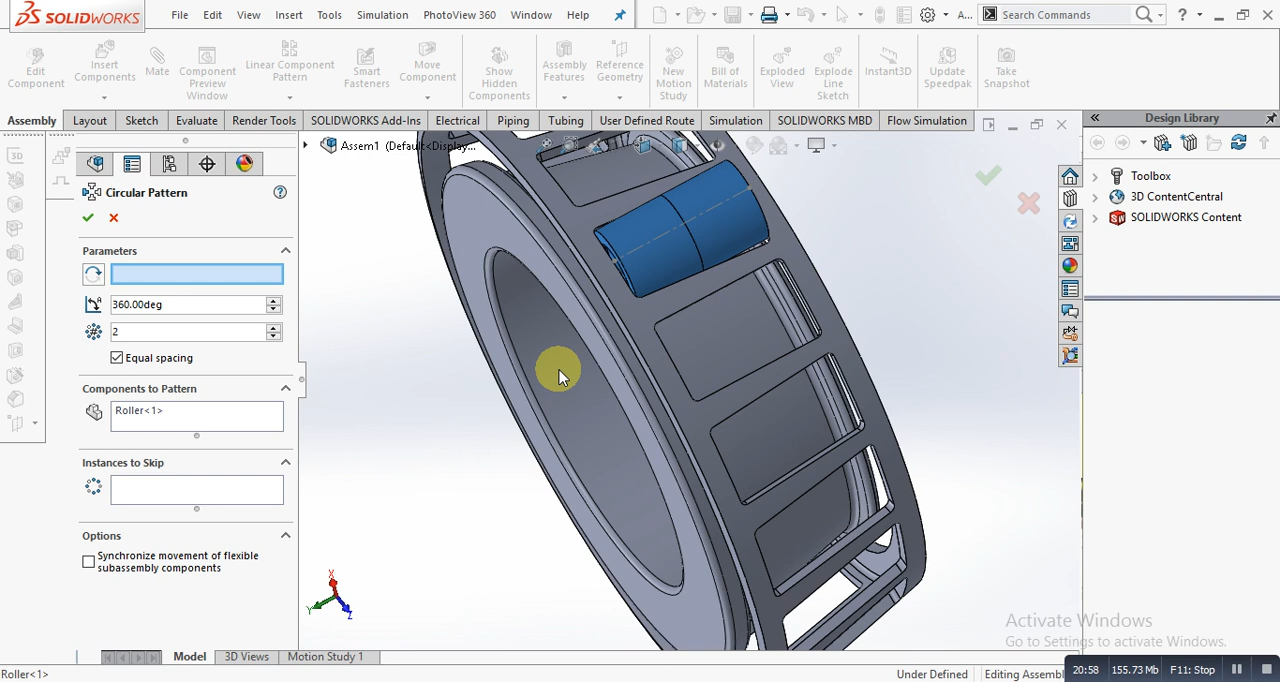 SOLIDWORKS File Edit View Insert Tools Simulation PhotoView 360 Window Help A... Search Commands
Edit Component
Insert Components
Mate
Component Preview Window
Linear Component Pattern
Smart Fasteners
Move Component
Show Hidden Components
Assembly Features
Reference Geometry
New Motion Study
Bill of Materials
Exploded View
Explode Line Sketch
Instant3D
Update Speedpak
Take Snapshot
Assembly Layout Sketch Evaluate Render Tools SOLIDWORKS Add-Ins Electrical Piping Tubing User Defined Route Simulation SOLIDWORKS MBD Flow Simulation
Design Library
Assem1 (Default<Display...
Circular Pattern
Parameters
360.00deg
2
Equal spacing
Components to Pattern
Roller<1>
Instances to Skip
Options
Synchronize movement of flexible
subassembly components
Toolbox
3D ContentCentral
SOLIDWORKS Content
X
Y
Z
Activate Windows
Go to Settings to activate Windows.
Model 3D Views Motion Study 1
Roller<1> Under Defined Editing Assembl
20:58 155.73 Mb F11: Stop